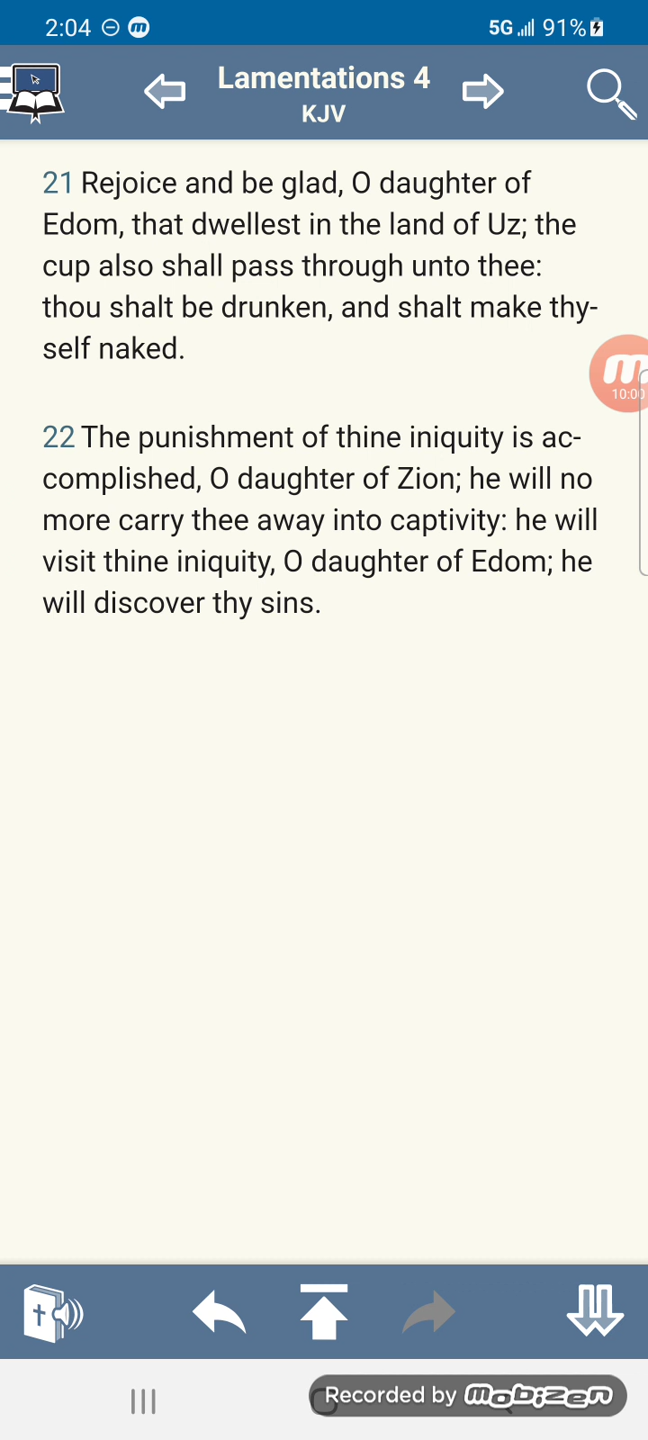 2:04
5G 91%
Lamentations 4
KJV
21 Rejoice and be glad, O daughter of
Edom, that dwellest in the land of Uz; the
cup also shall pass through unto thee:
thou shalt be drunken, and shalt make thy-
self naked.
10:00
22 The punishment of thine iniquity is ac-
complished, O daughter of Zion; he will no
more carry thee away into captivity: he will
visit thine iniquity, O daughter of Edom; he
will discover thy sins.
Recorded by mobizen